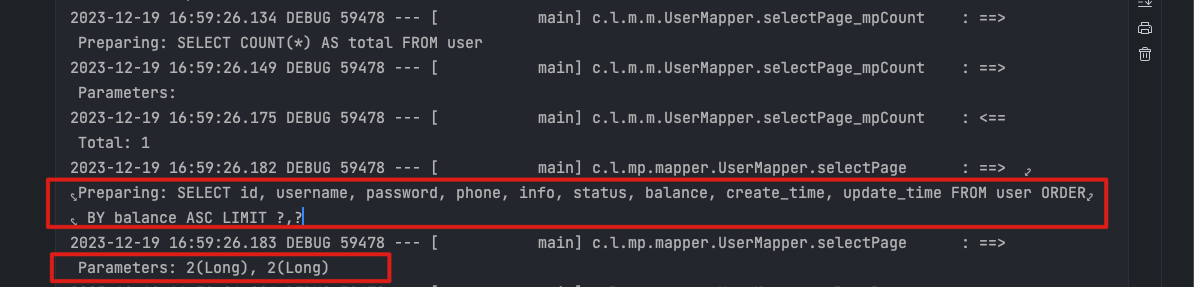 2023-12-19 16:59:26.134 DEBUG 59478 --- [           main] c.l.m.m.UserMapper.selectPage_mpCount    : ==>
Preparing: SELECT COUNT(*) AS total FROM user
2023-12-19 16:59:26.149 DEBUG 59478 --- [           main] c.l.m.m.UserMapper.selectPage_mpCount    : ==>
Parameters:
2023-12-19 16:59:26.175 DEBUG 59478 --- [           main] c.l.m.m.UserMapper.selectPage_mpCount    : <==
Total: 1
2023-12-19 16:59:26.182 DEBUG 59478 --- [           main] c.l.mp.mapper.UserMapper.selectPage      : ==>
Preparing: SELECT id, username, password, phone, info, status, balance, create_time, update_time FROM user ORDER
BY balance ASC LIMIT ?,?
2023-12-19 16:59:26.183 DEBUG 59478 --- [           main] c.l.mp.mapper.UserMapper.selectPage      : ==>
Parameters: 2(Long), 2(Long)